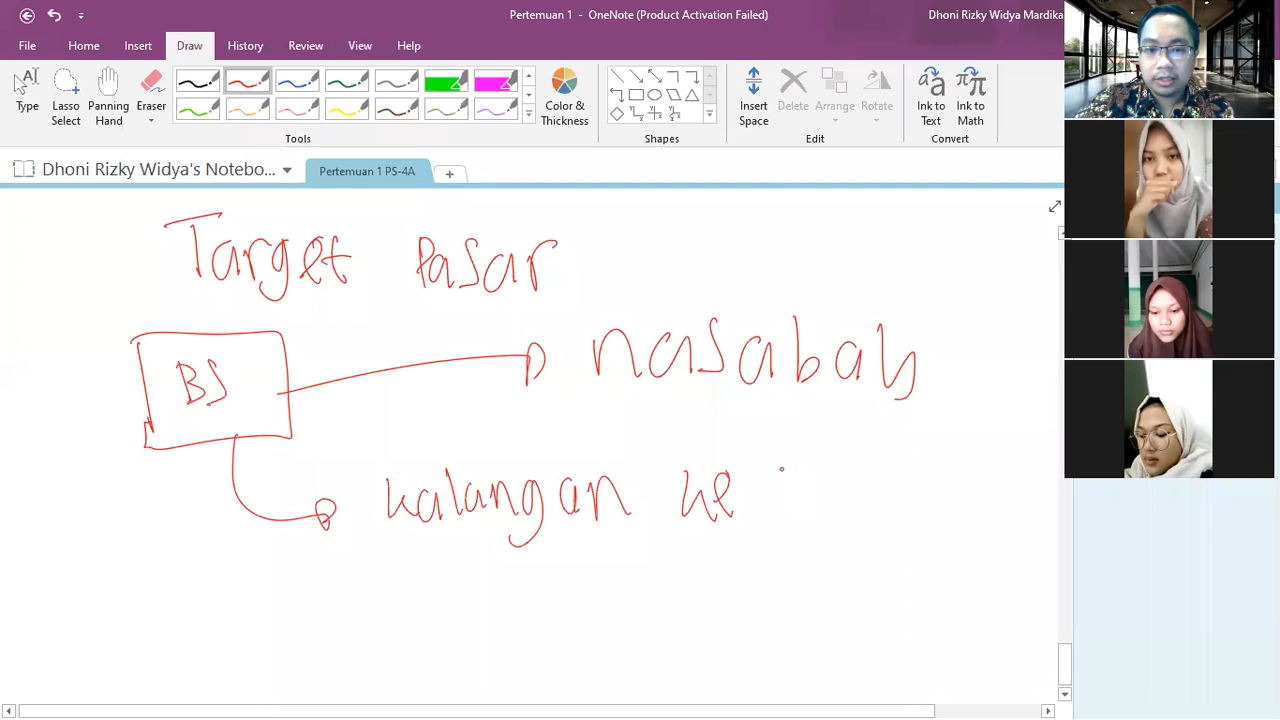 Pertemuan 1 - OneNote (Product Activation Failed)
Dhoni Rizky Widya Mardika
File Home Insert Draw History Review View Help
Type
Lasso Select
Panning Hand
Eraser
Color & Thickness
Insert Space
Delete
Arrange
Rotate
Ink to Text
Ink to Math
Tools
Shapes
Edit
Convert
Dhoni Rizky Widya's Notebo...
Pertemuan 1 PS-4A
Target Pasar
BS
nasabah
kalangan ke